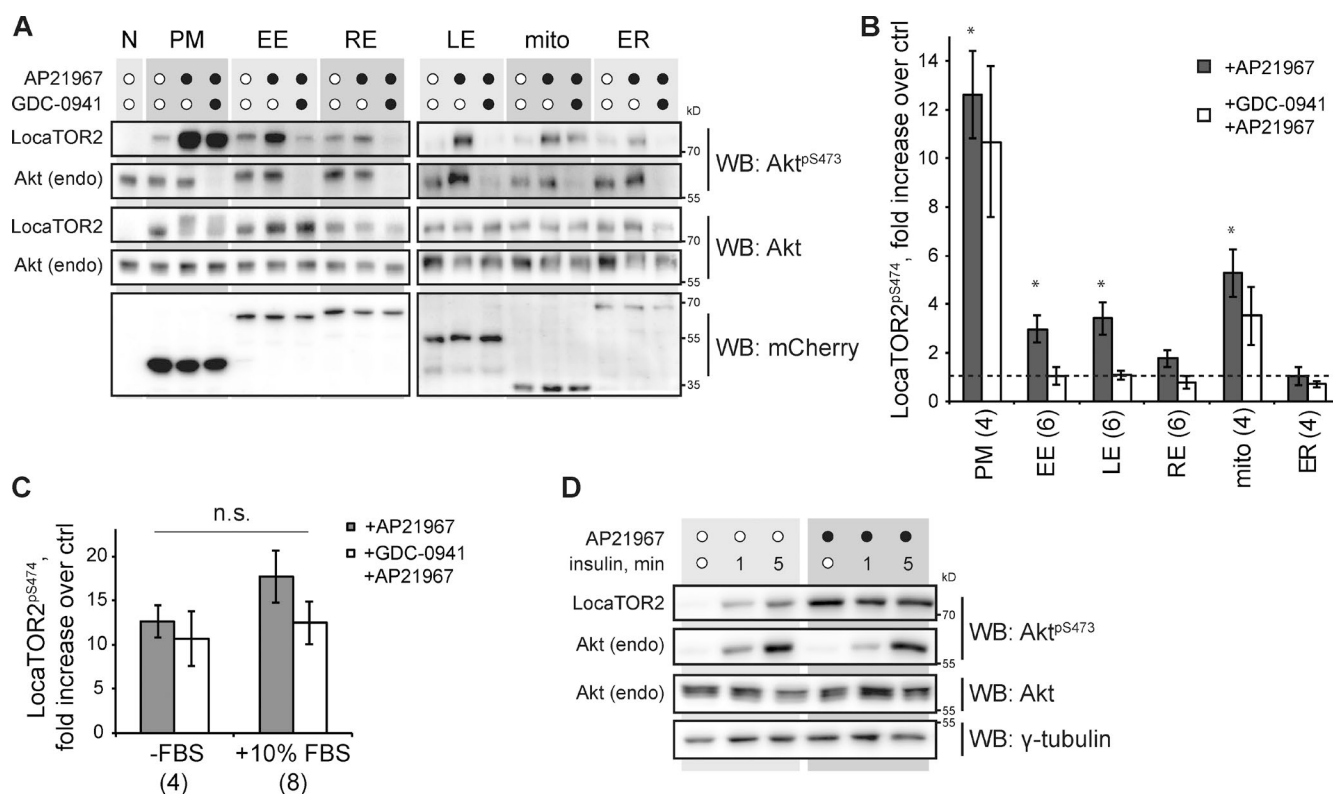 A
N PM EE RE LE mito ER
AP21967
GDC-0941
kD
LocaTOR2
70
WB: Akt^pS473
Akt (endo)
55
LocaTOR2
70
WB: Akt
Akt (endo)
55
70
55
WB: mCherry
35
B
LocaTOR2^pS474, fold increase over ctrl
14
12
10
8
6
4
2
0
* * * *
+AP21967
+GDC-0941
+AP21967
PM (4)
EE (6)
LE (6)
RE (6)
mito (4)
ER (4)
C
LocaTOR2^pS474,
fold increase over ctrl
20
15
10
5
0
n.s.
+AP21967
+GDC-0941
+AP21967
-FBS +10% FBS
(4) (8)
D
AP21967
insulin, min 1 5 1 5
kD
LocaTOR2
70
WB: Akt^pS473
Akt (endo)
55
Akt (endo)
WB: Akt
55
55
WB: γ-tubulin